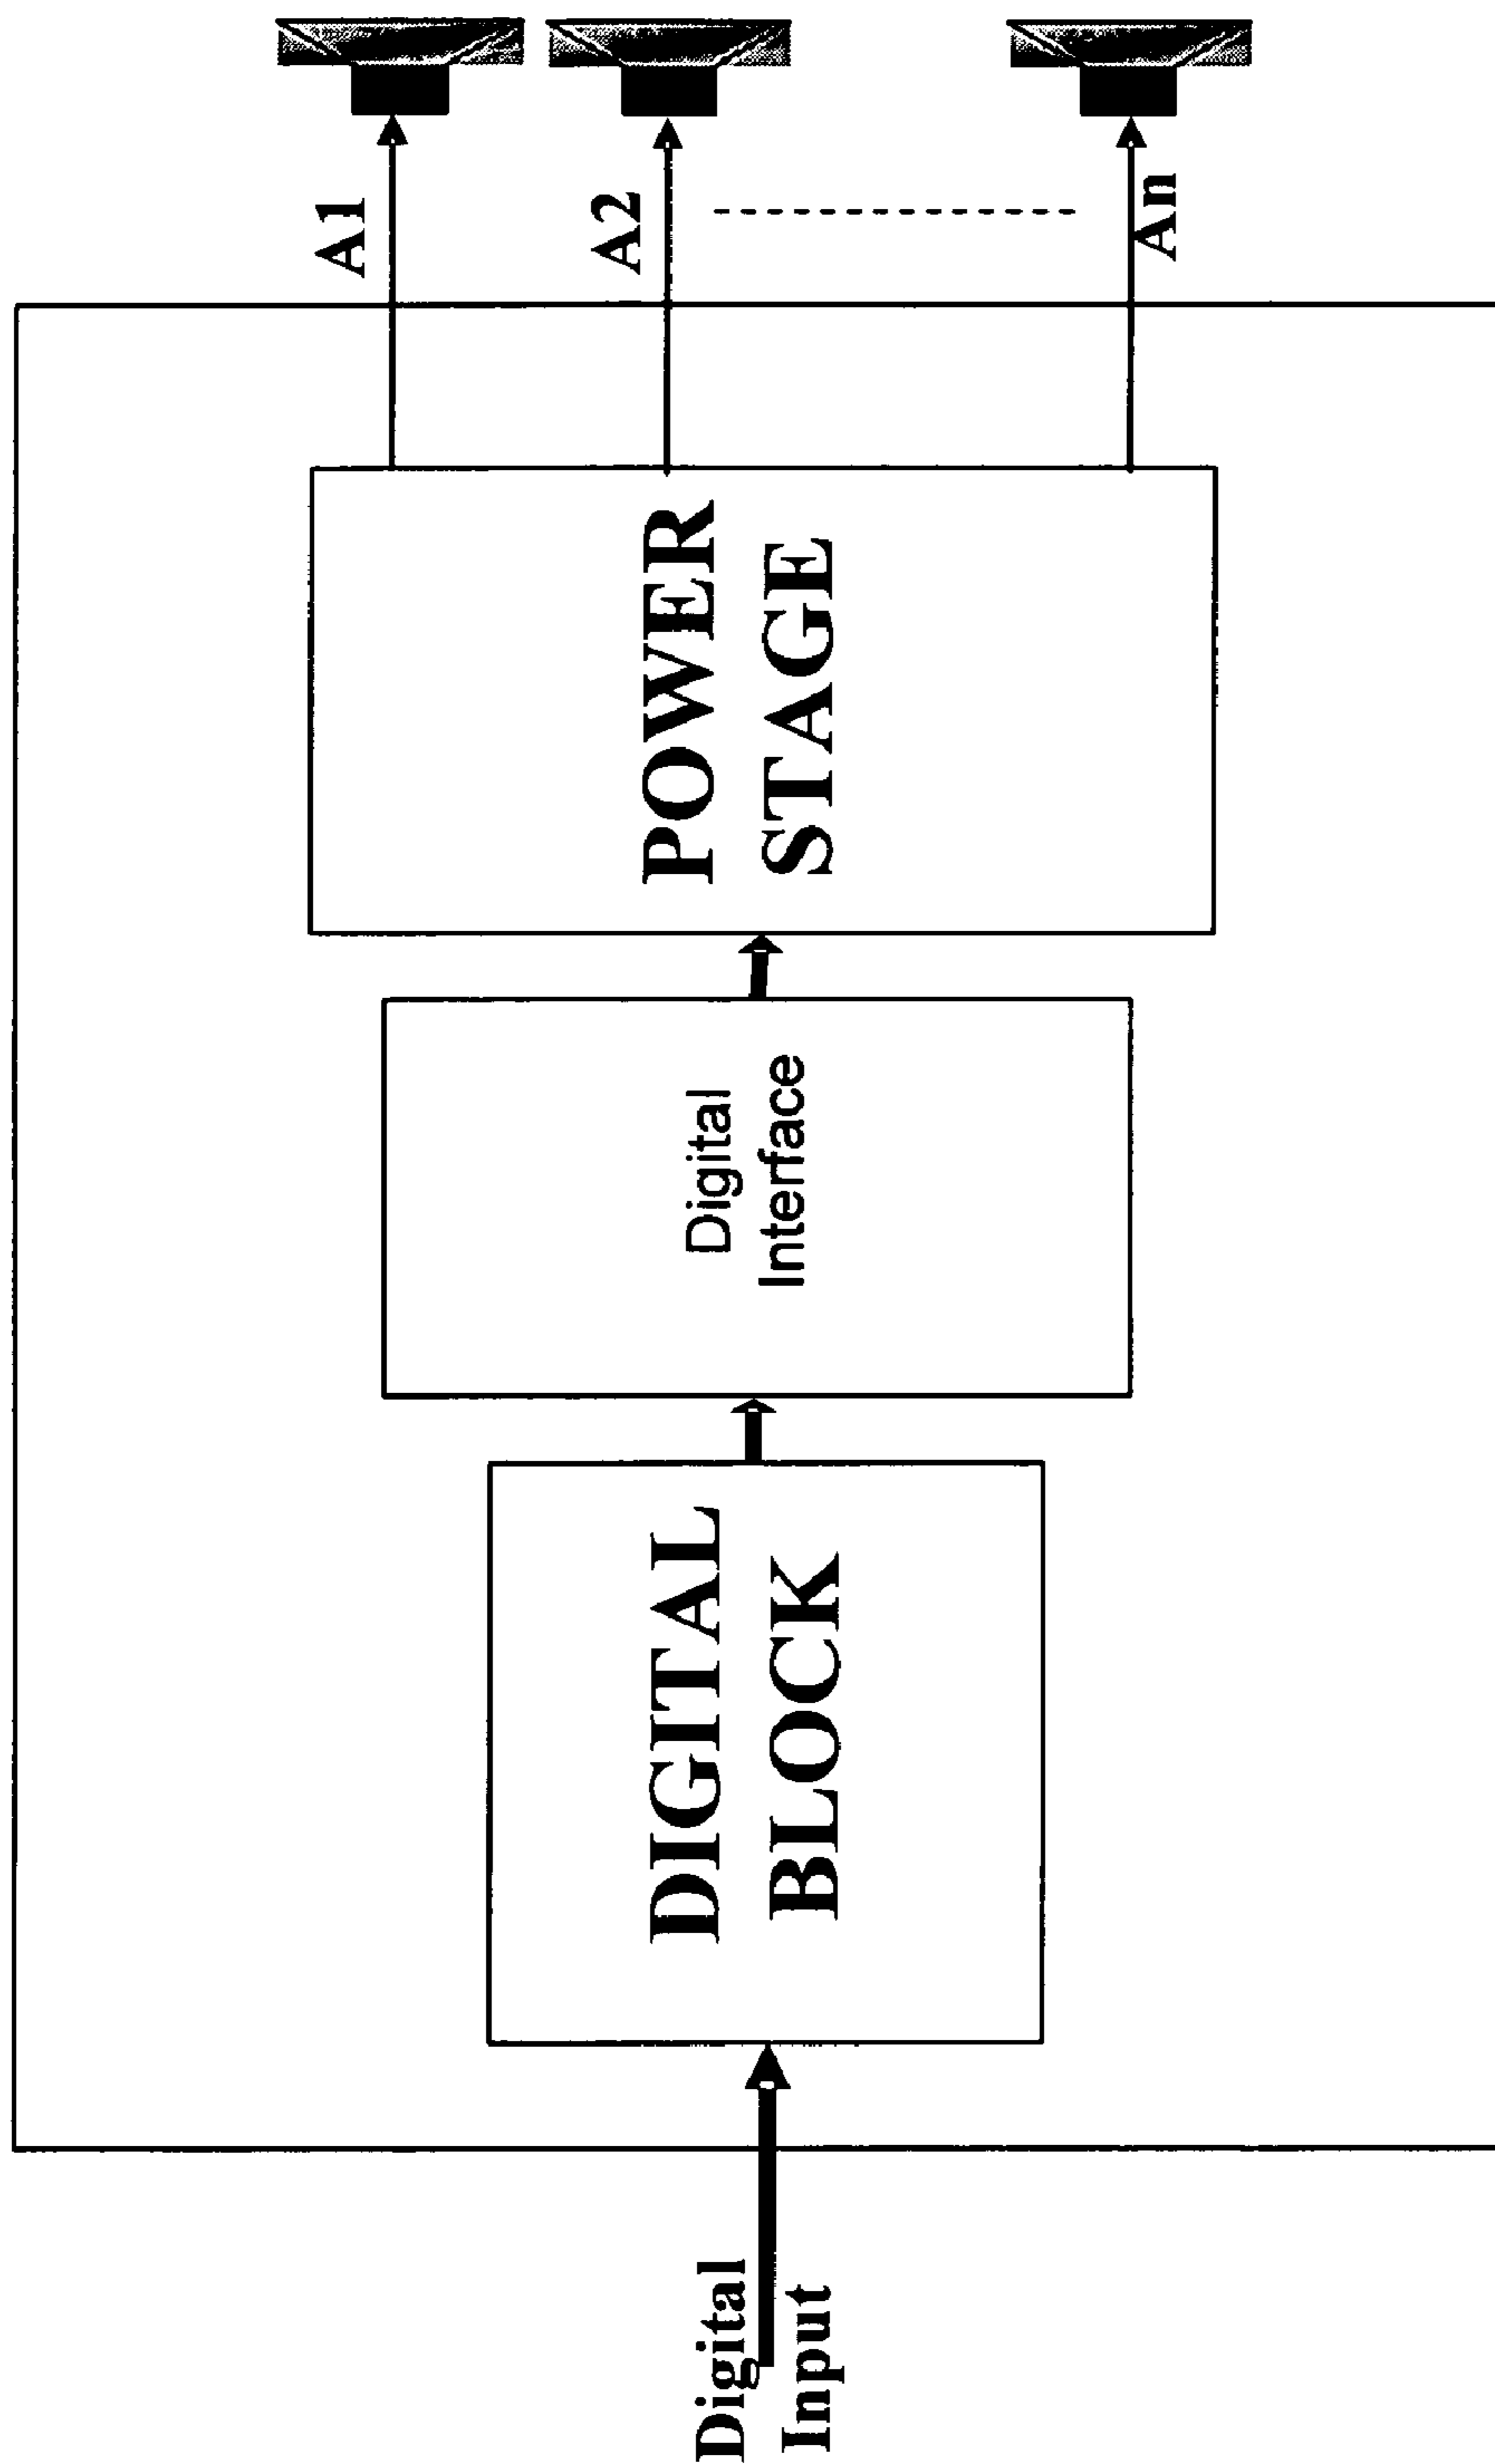 Digital
Input
DIGITAL
BLOCK
Digital
Interface
POWER
STAGE
A1
A2
An